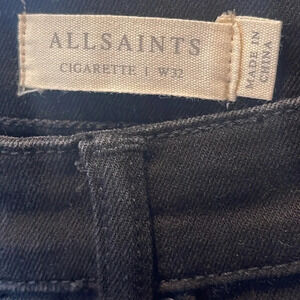 ALLSAINTS
CIGARETTE | W32
MADE IN
CHINA